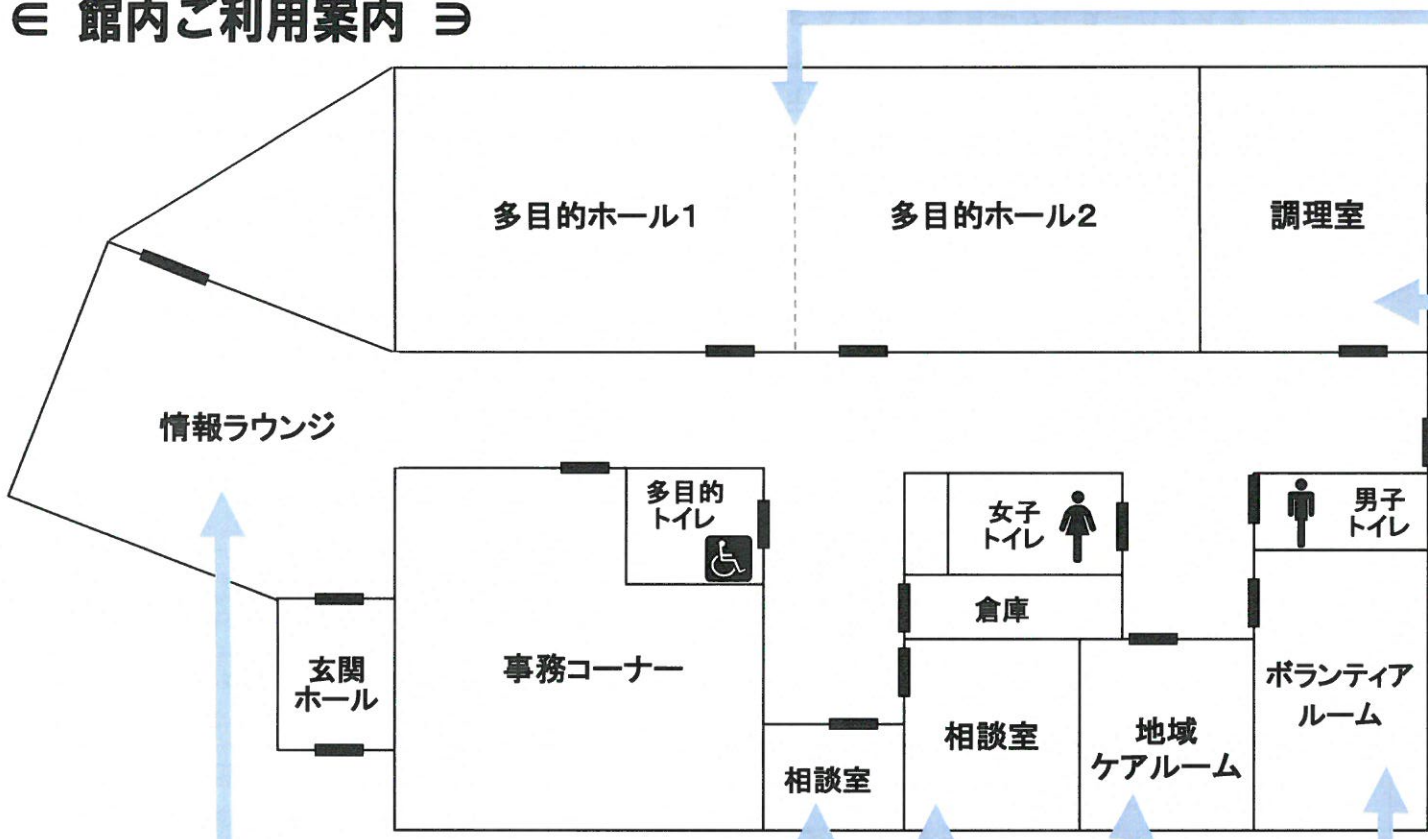 ∈ 館内ご利用案内 ∋
多目的ホール1
多目的ホール2
調理室
情報ラウンジ
多目的
トイレ
女子
トイレ
男子
トイレ
倉庫
玄関
ホール
事務コーナー
ボランティア
ルーム
相談室
地域
ケアルーム
相談室